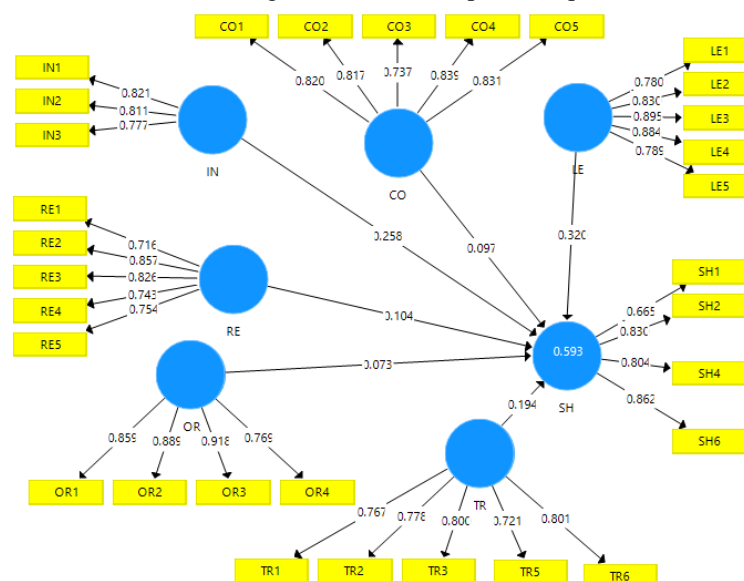 CO1 CO2 CO3 CO4 CO5
IN1
IN2
IN3
0.821
0.811
0.777
IN
0.820 0.817 0.737 0.839 0.831
CO
LE1
LE2
LE3
LE4
LE5
0.780
0.830
0.895
0.884
0.789
LE
0.258
0.097
0.320
RE1
RE2
RE3
RE4
RE5
0.716
0.857
0.826
0.743
0.754
RE
0.104
0.073
0.194
0.593
SH
SH1
SH2
SH4
SH6
0.665
0.830
0.804
0.862
OR
0.859 0.889 0.918 0.769
OR1 OR2 OR3 OR4
TR
0.767 0.778 0.800 0.721 0.801
TR1 TR2 TR3 TR5 TR6